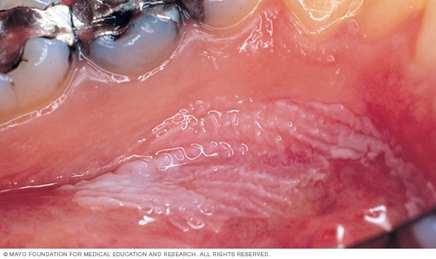 © MAYO FOUNDATION FOR MEDICAL EDUCATION AND RESEARCH. ALL RIGHTS RESERVED.